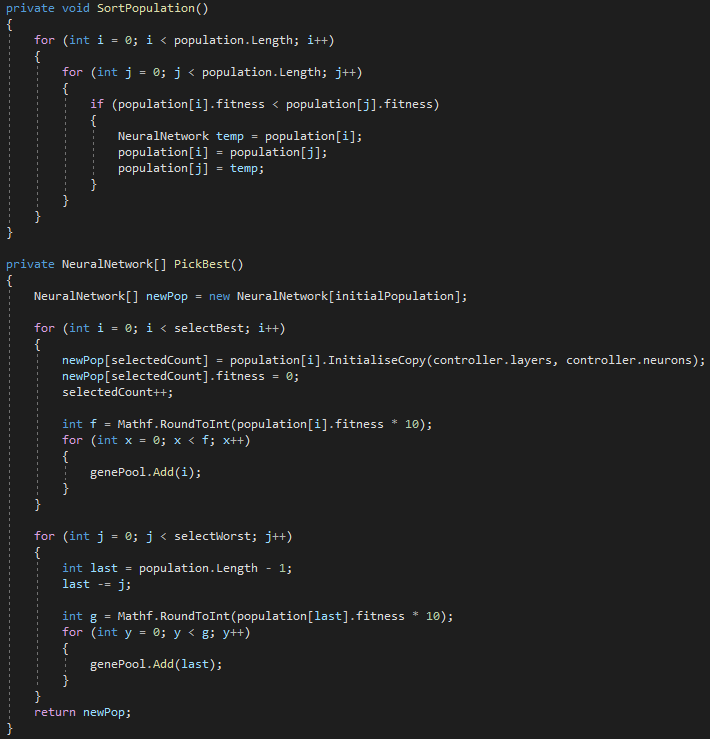 private void SortPopulation()
{
    for (int i = 0; i < population.Length; i++)
    {
        for (int j = 0; j < population.Length; j++)
        {
            if (population[i].fitness < population[j].fitness)
            {
                NeuralNetwork temp = population[i];
                population[i] = population[j];
                population[j] = temp;
            }
        }
    }
}

private NeuralNetwork[] PickBest()
{
    NeuralNetwork[] newPop = new NeuralNetwork[initialPopulation];

    for (int i = 0; i < selectBest; i++)
    {
        newPop[selectedCount] = population[i].InitialiseCopy(controller.layers, controller.neurons);
        newPop[selectedCount].fitness = 0;
        selectedCount++;

        int f = Mathf.RoundToInt(population[i].fitness * 10);
        for (int x = 0; x < f; x++)
        {
            genePool.Add(i);
        }
    }

    for (int j = 0; j < selectWorst; j++)
    {
        int last = population.Length - 1;
        last -= j;

        int g = Mathf.RoundToInt(population[last].fitness * 10);
        for (int y = 0; y < g; y++)
        {
            genePool.Add(last);
        }
    }
    return newPop;
}